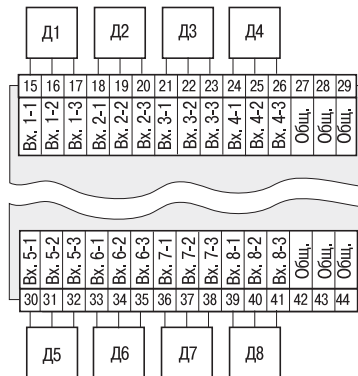 Д1 Д2 Д3 Д4
15 16 17 18 19 20 21 22 23 24 25 26 27 28 29
Вх. 1-1 Вх. 1-2 Вх. 1-3 Вх. 2-1 Вх. 2-2 Вх. 2-3 Вх. 3-1 Вх. 3-2 Вх. 3-3 Вх. 4-1 Вх. 4-2 Вх. 4-3 Общ. Общ. Общ.
Вх. 5-1 Вх. 5-2 Вх. 5-3 Вх. 6-1 Вх. 6-2 Вх. 6-3 Вх. 7-1 Вх. 7-2 Вх. 7-3 Вх. 8-1 Вх. 8-2 Вх. 8-3 Общ. Общ. Общ.
30 31 32 33 34 35 36 37 38 39 40 41 42 43 44
Д5 Д6 Д7 Д8